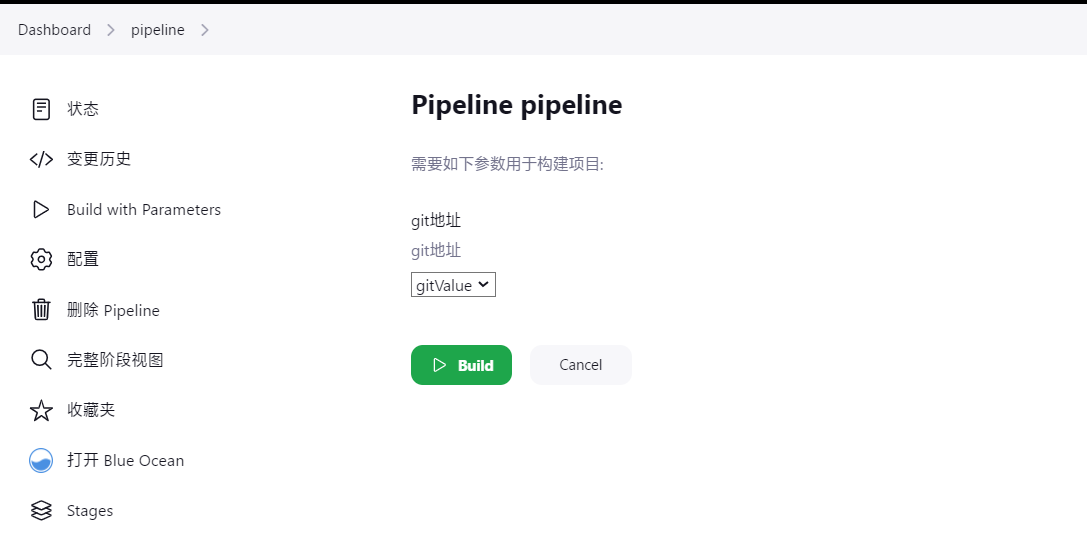 Dashboard > pipeline >
状态
变更历史
Build with Parameters
配置
删除 Pipeline
完整阶段视图
收藏夹
打开 Blue Ocean
Stages
Pipeline pipeline
需要如下参数用于构建项目:
git地址
git地址
gitValue
Build
Cancel